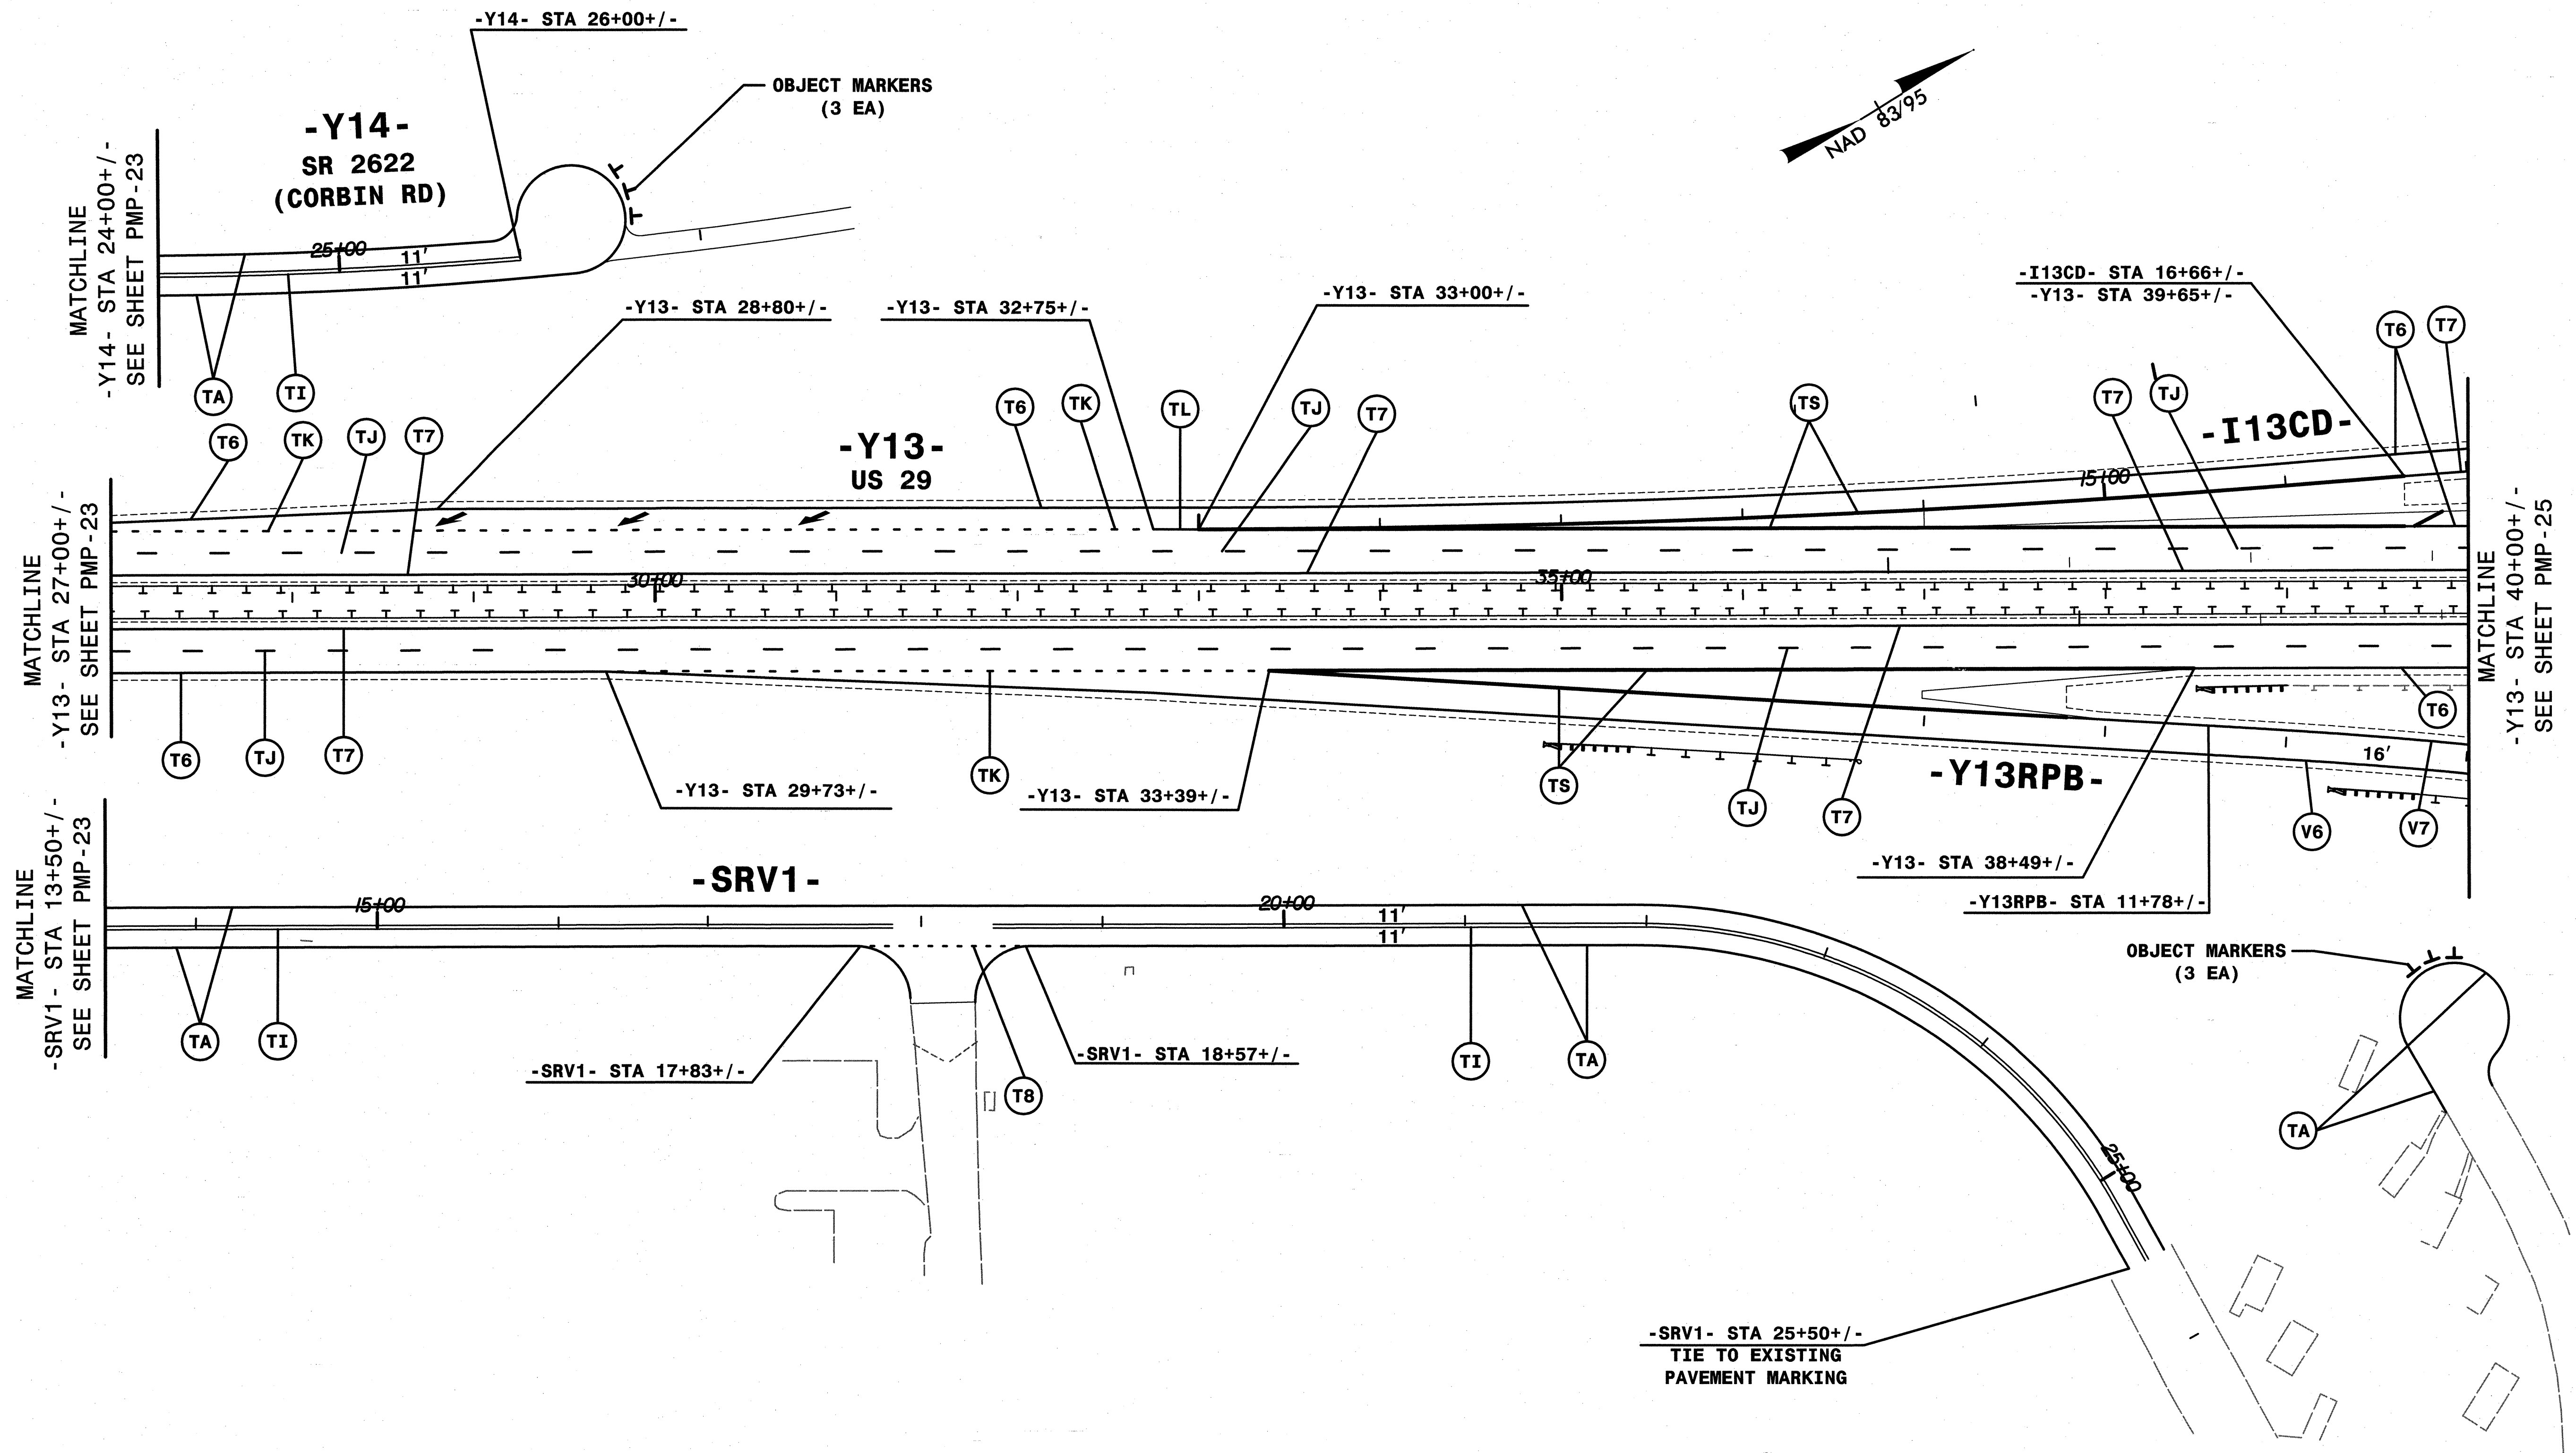 -Y14- STA 26+00+/-
OBJECT MARKERS
(3 EA)
NAD 83/95
-Y14-
SR 2622
(CORBIN RD)
MATCHLINE
-Y14- STA 24+00+/-
SEE SHEET PMP-23
25+00
11'
11'
TA
TI
-Y13- STA 28+80+/-
-Y13- STA 32+75+/-
-Y13- STA 33+00+/-
-I13CD- STA 16+66+/-
-Y13- STA 39+65+/-
T6
T7
T6
TK
TJ
T7
-Y13-
US 29
T6
TK
TL
TJ
T7
TS
T7
TJ
-I13CD-
15+00
MATCHLINE
-Y13- STA 27+00+/-
SEE SHEET PMP-23
30+00
35+00
MATCHLINE
-Y13- STA 40+00+/-
SEE SHEET PMP-25
T6
TJ
T7
-Y13- STA 29+73+/-
TK
-Y13- STA 33+39+/-
TS
TJ
T7
-Y13RPB-
T6
16'
V6
V7
-Y13- STA 38+49+/-
-Y13RPB- STA 11+78+/-
MATCHLINE
-SRV1- STA 13+50+/-
SEE SHEET PMP-23
-SRV1-
15+00
20+00
11'
11'
TA
TI
-SRV1- STA 17+83+/-
T8
-SRV1- STA 18+57+/-
TI
TA
25+00
OBJECT MARKERS
(3 EA)
TA
-SRV1- STA 25+50+/-
TIE TO EXISTING
PAVEMENT MARKING